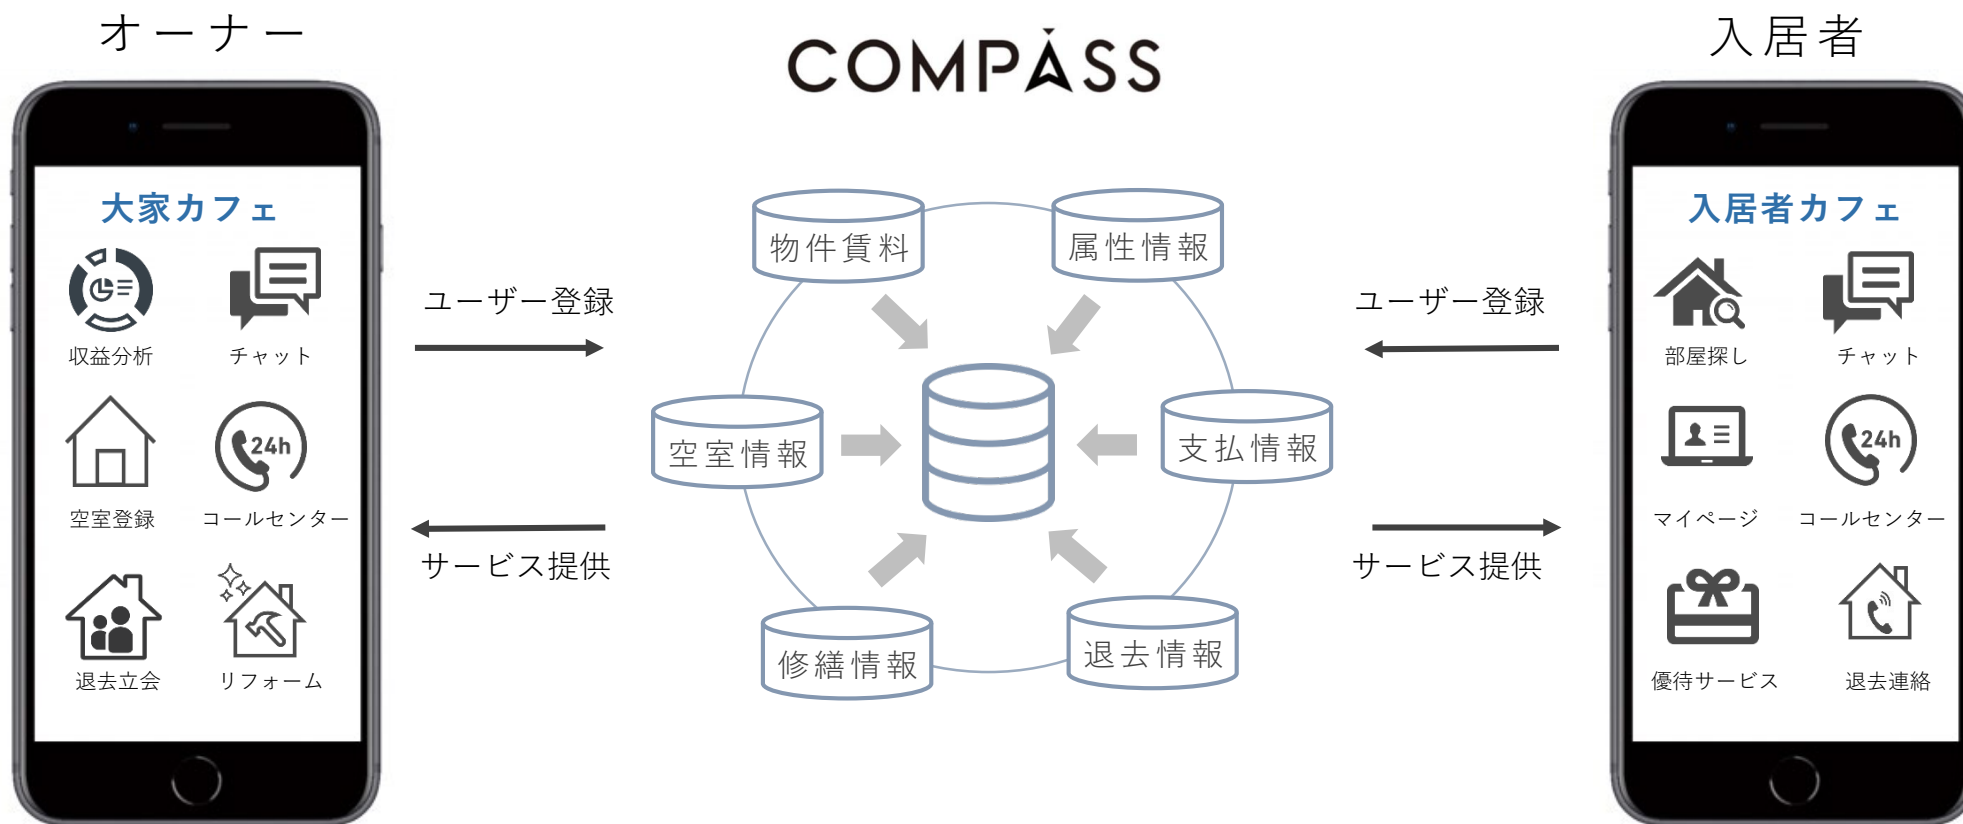 オーナー
COMPASS
入居者
大家カフェ
収益分析
チャット
空室登録
24h
コールセンター
退去立会
リフォーム
ユーザー登録
サービス提供
物件賃料
属性情報
空室情報
支払情報
修繕情報
退去情報
ユーザー登録
サービス提供
入居者カフェ
部屋探し
チャット
マイページ
24h
コールセンター
優待サービス
退去連絡